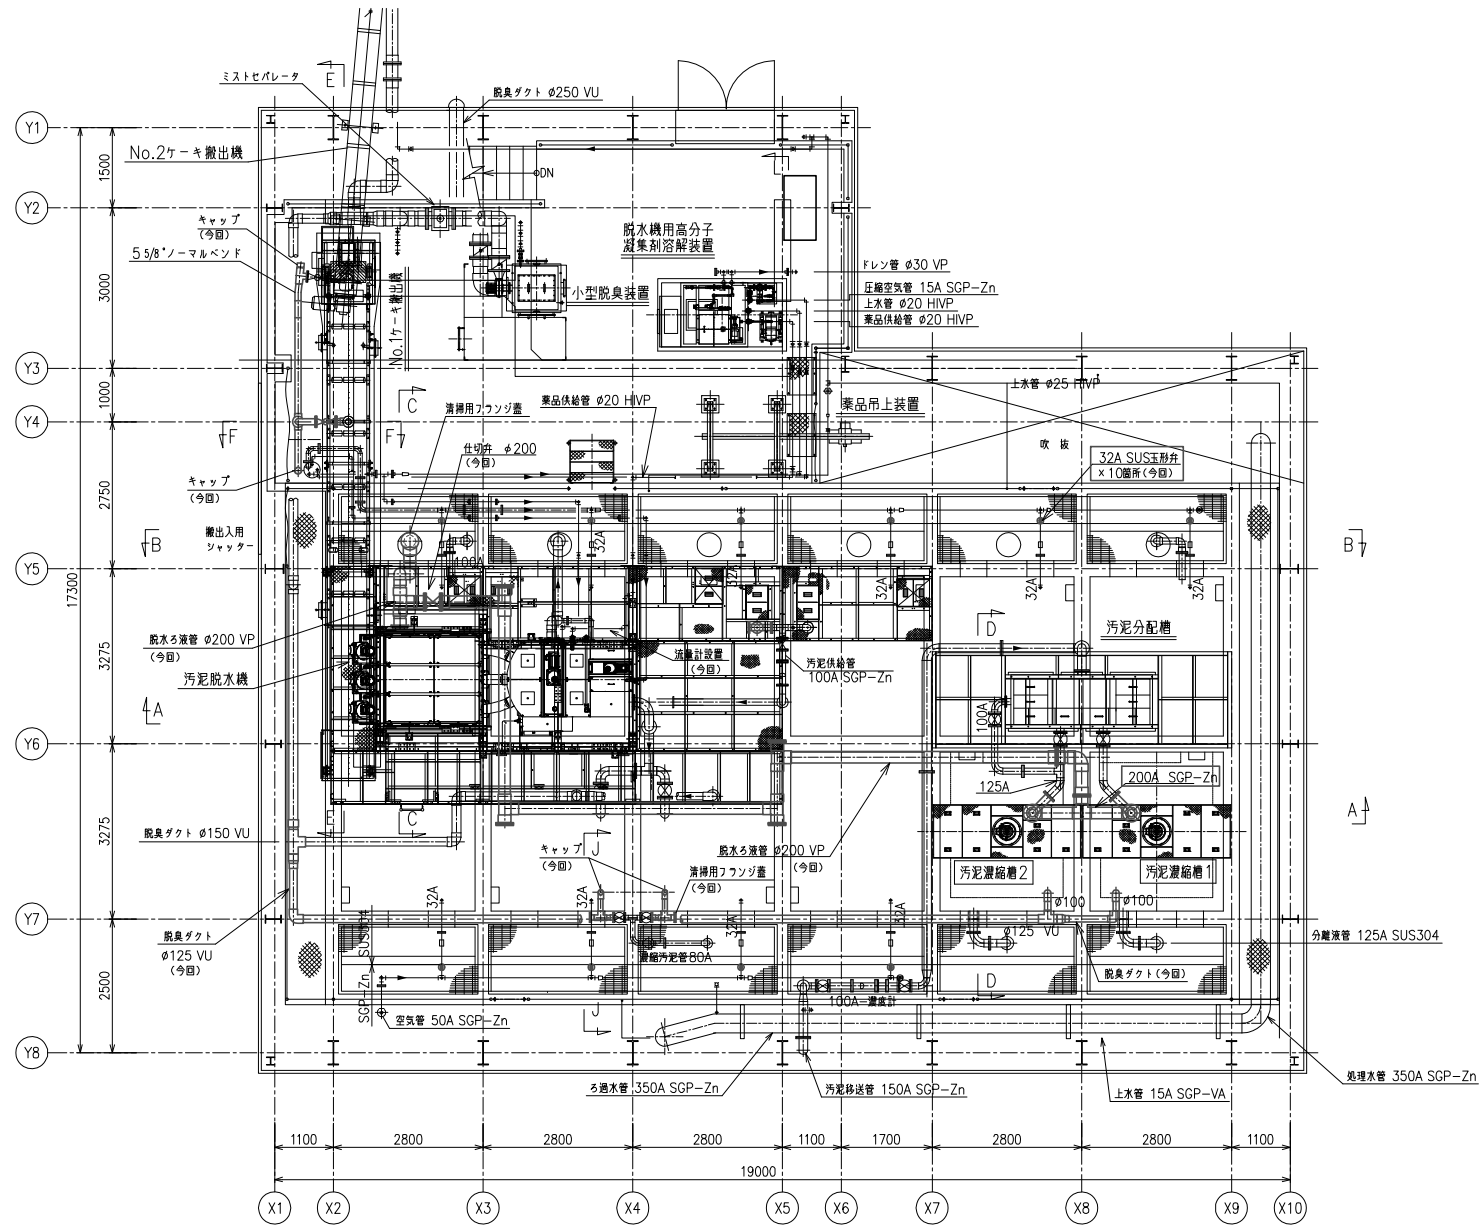 E
ミストセパレータ
脱臭ダクト ø250 VU
Y1
No.2ケーキ搬出機
1500
DN
Y2
キャップ
(今回)
脱水機用高分子
凝集剤溶解装置
5 5/8°ノーマルベンド
ドレン管 ø30 VP
3000
No.1ケーキ搬出機
小型脱臭装置
圧縮空気管 15A SGP-Zn
上水管 ø20 HIVP
薬品供給管 ø20 HIVP
Y3
1000
C
清掃用フランジ蓋
薬品供給管 ø20 HIVP
薬品吊上装置
上水管 ø25 HIVP
Y4
F
F
仕切弁 ø200
(今回)
吹抜
32A SUS玉形弁
×10箇所(今回)
キャップ
(今回)
2750
搬出入用
シャッター
B
B
32A
100A
Y5
17300
32A
32A
32A
32A
D
汚泥分配槽
脱水ろ液管 ø200 VP
(今回)
3275
流量計設置
(今回)
汚泥供給管
100A SGP-Zn
汚泥脱水機
A
100A
Y6
125A
200A SGP-Zn
3275
E
C
J
A
脱臭ダクト ø150 VU
キャップ
(今回)
脱水ろ液管 ø200 VP
(今回)
清掃用フランジ蓋
(今回)
汚泥濃縮槽2
汚泥濃縮槽1
32A
32A
32A
32A
ø100
ø100
Y7
脱臭ダクト
ø125 VU
(今回)
SUS304
ø125 VU
分離液管 125A SUS304
濃縮汚泥管80A
脱臭ダクト(今回)
2500
SGP-Zn
100A-濃度計
D
空気管 50A SGP-Zn
J
Y8
ろ過水管 350A SGP-Zn
汚泥移送管 150A SGP-Zn
上水管 15A SGP-VA
処理水管 350A SGP-Zn
1100
2800
2800
2800
1100
1700
2800
2800
1100
19000
X1
X2
X3
X4
X5
X6
X7
X8
X9
X10